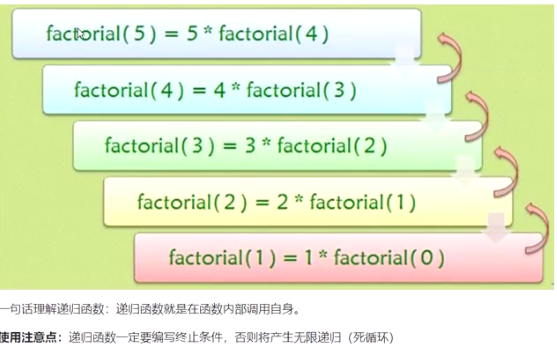 factorial(5) = 5 * factorial(4)
factorial(4) = 4 * factorial(3)
factorial(3) = 3 * factorial(2)
factorial(2) = 2 * factorial(1)
factorial(1) = 1 * factorial(0)
一句话理解递归函数：递归函数就是在函数内部调用自身。
使用注意点：递归函数一定要编写终止条件，否则将产生无限递归（死循环）